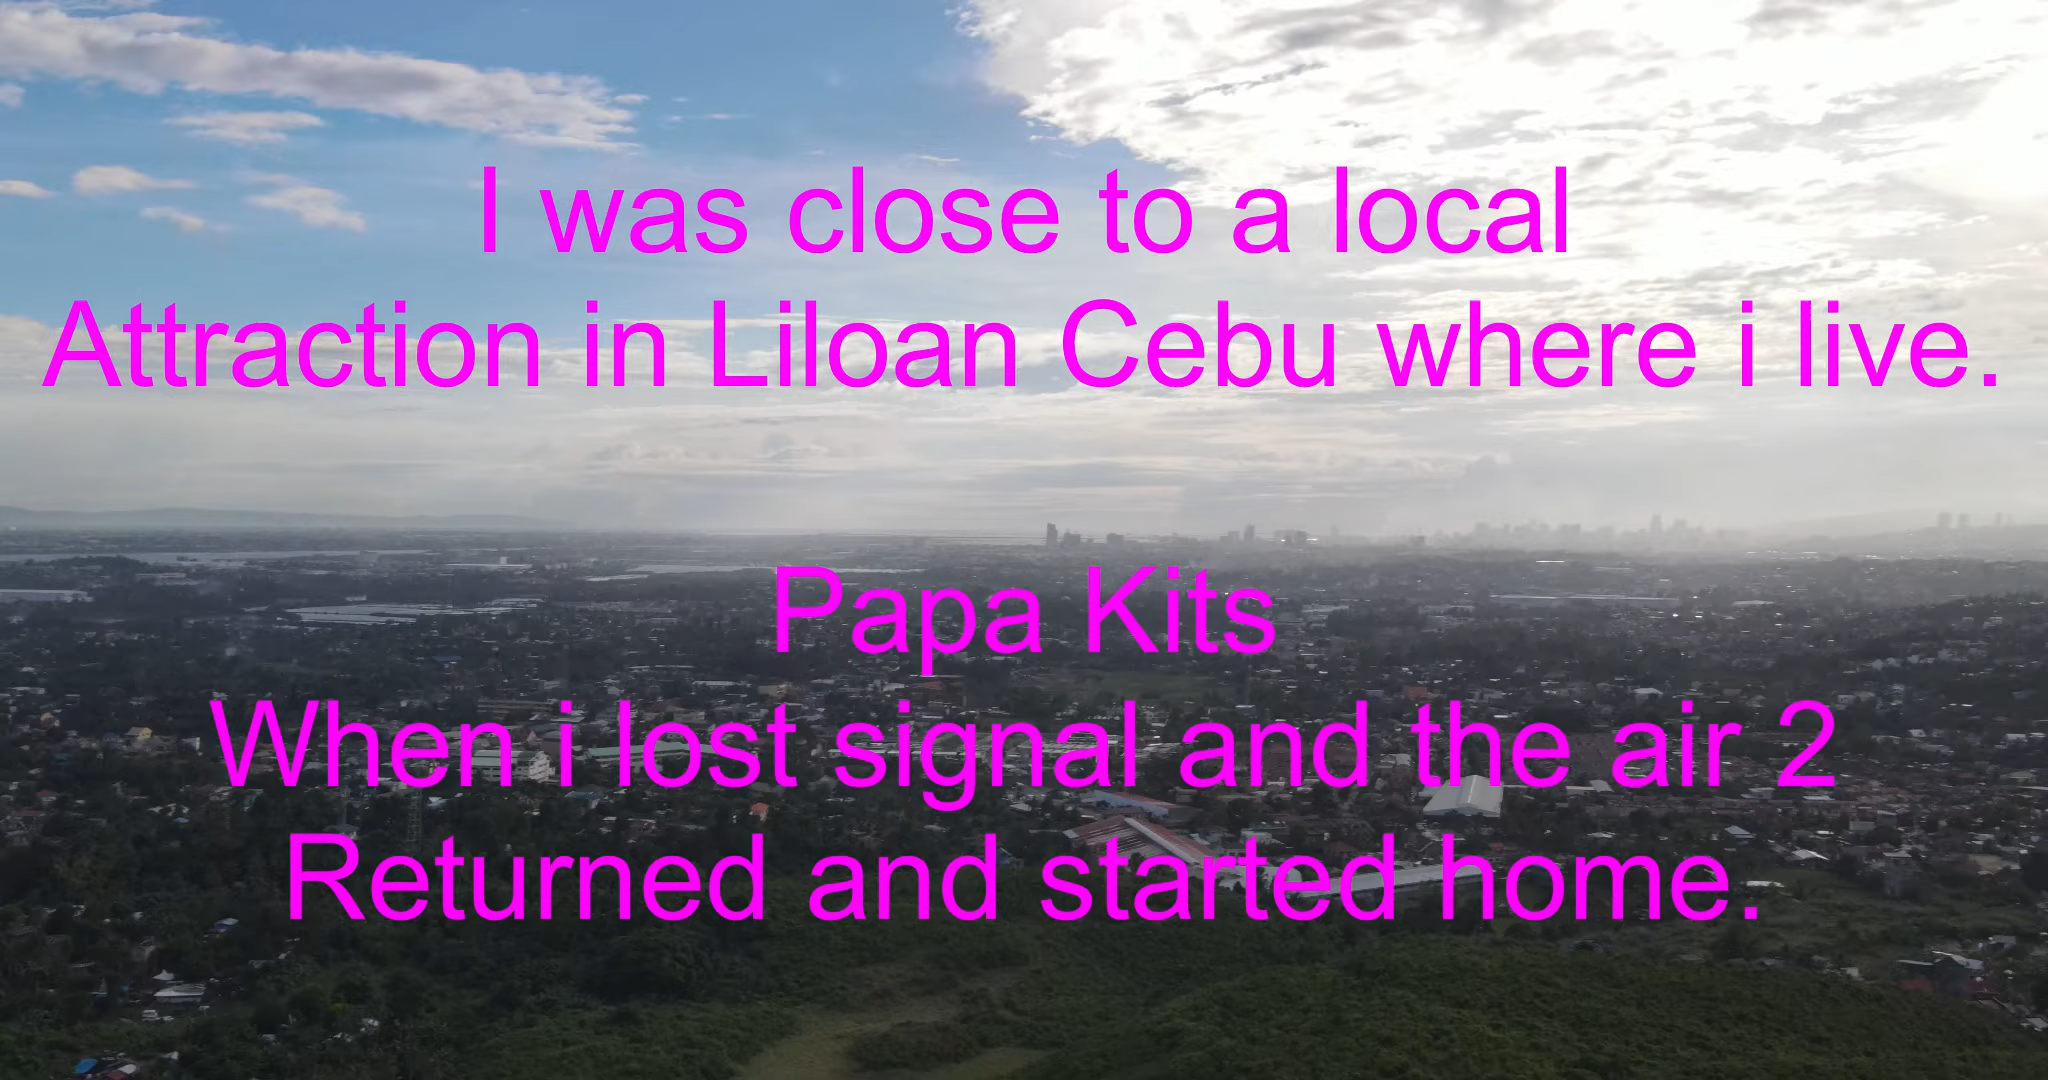 I was close to a local
Attraction in Liloan Cebu where i live.
Papa Kits
When i lost signal and the air 2
Returned and started home.